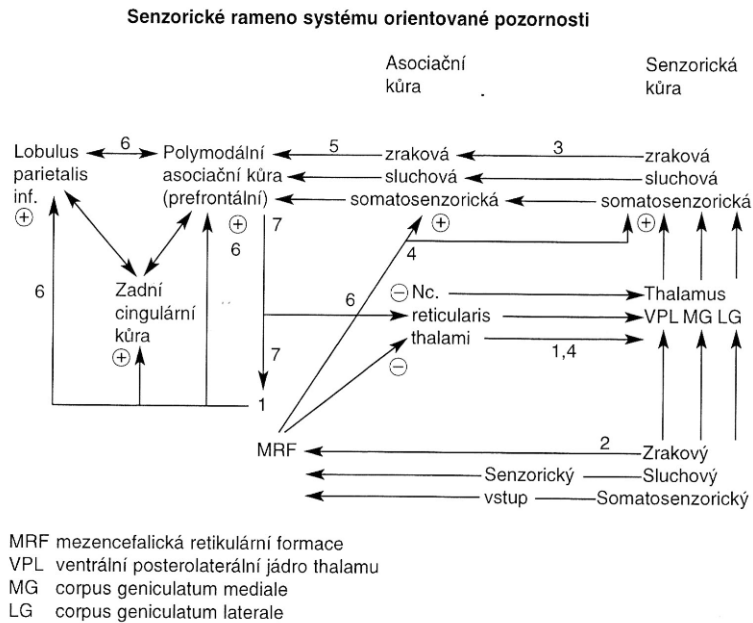 Senzorické rameno systému orientované pozornosti
Asociační
kůra
Senzorická
kůra
Lobulus
parietalis
inf.
+
6
Polymodální
asociační kůra
(prefrontální)
+
5
zraková
sluchová
somatosenzorická
+
3
zraková
sluchová
somatosenzorická
+
7
6
4
6
Zadní
cingulární
kůra
+
6
− Nc.
reticularis
thalami
−
Thalamus
VPL MG LG
1,4
7
1
MRF
2
Zrakový
Senzorický
Sluchový
vstup
Somatosenzorický
MRF mezencefalická retikulární formace
VPL ventrální posterolaterální jádro thalamu
MG corpus geniculatum mediale
LG corpus geniculatum laterale